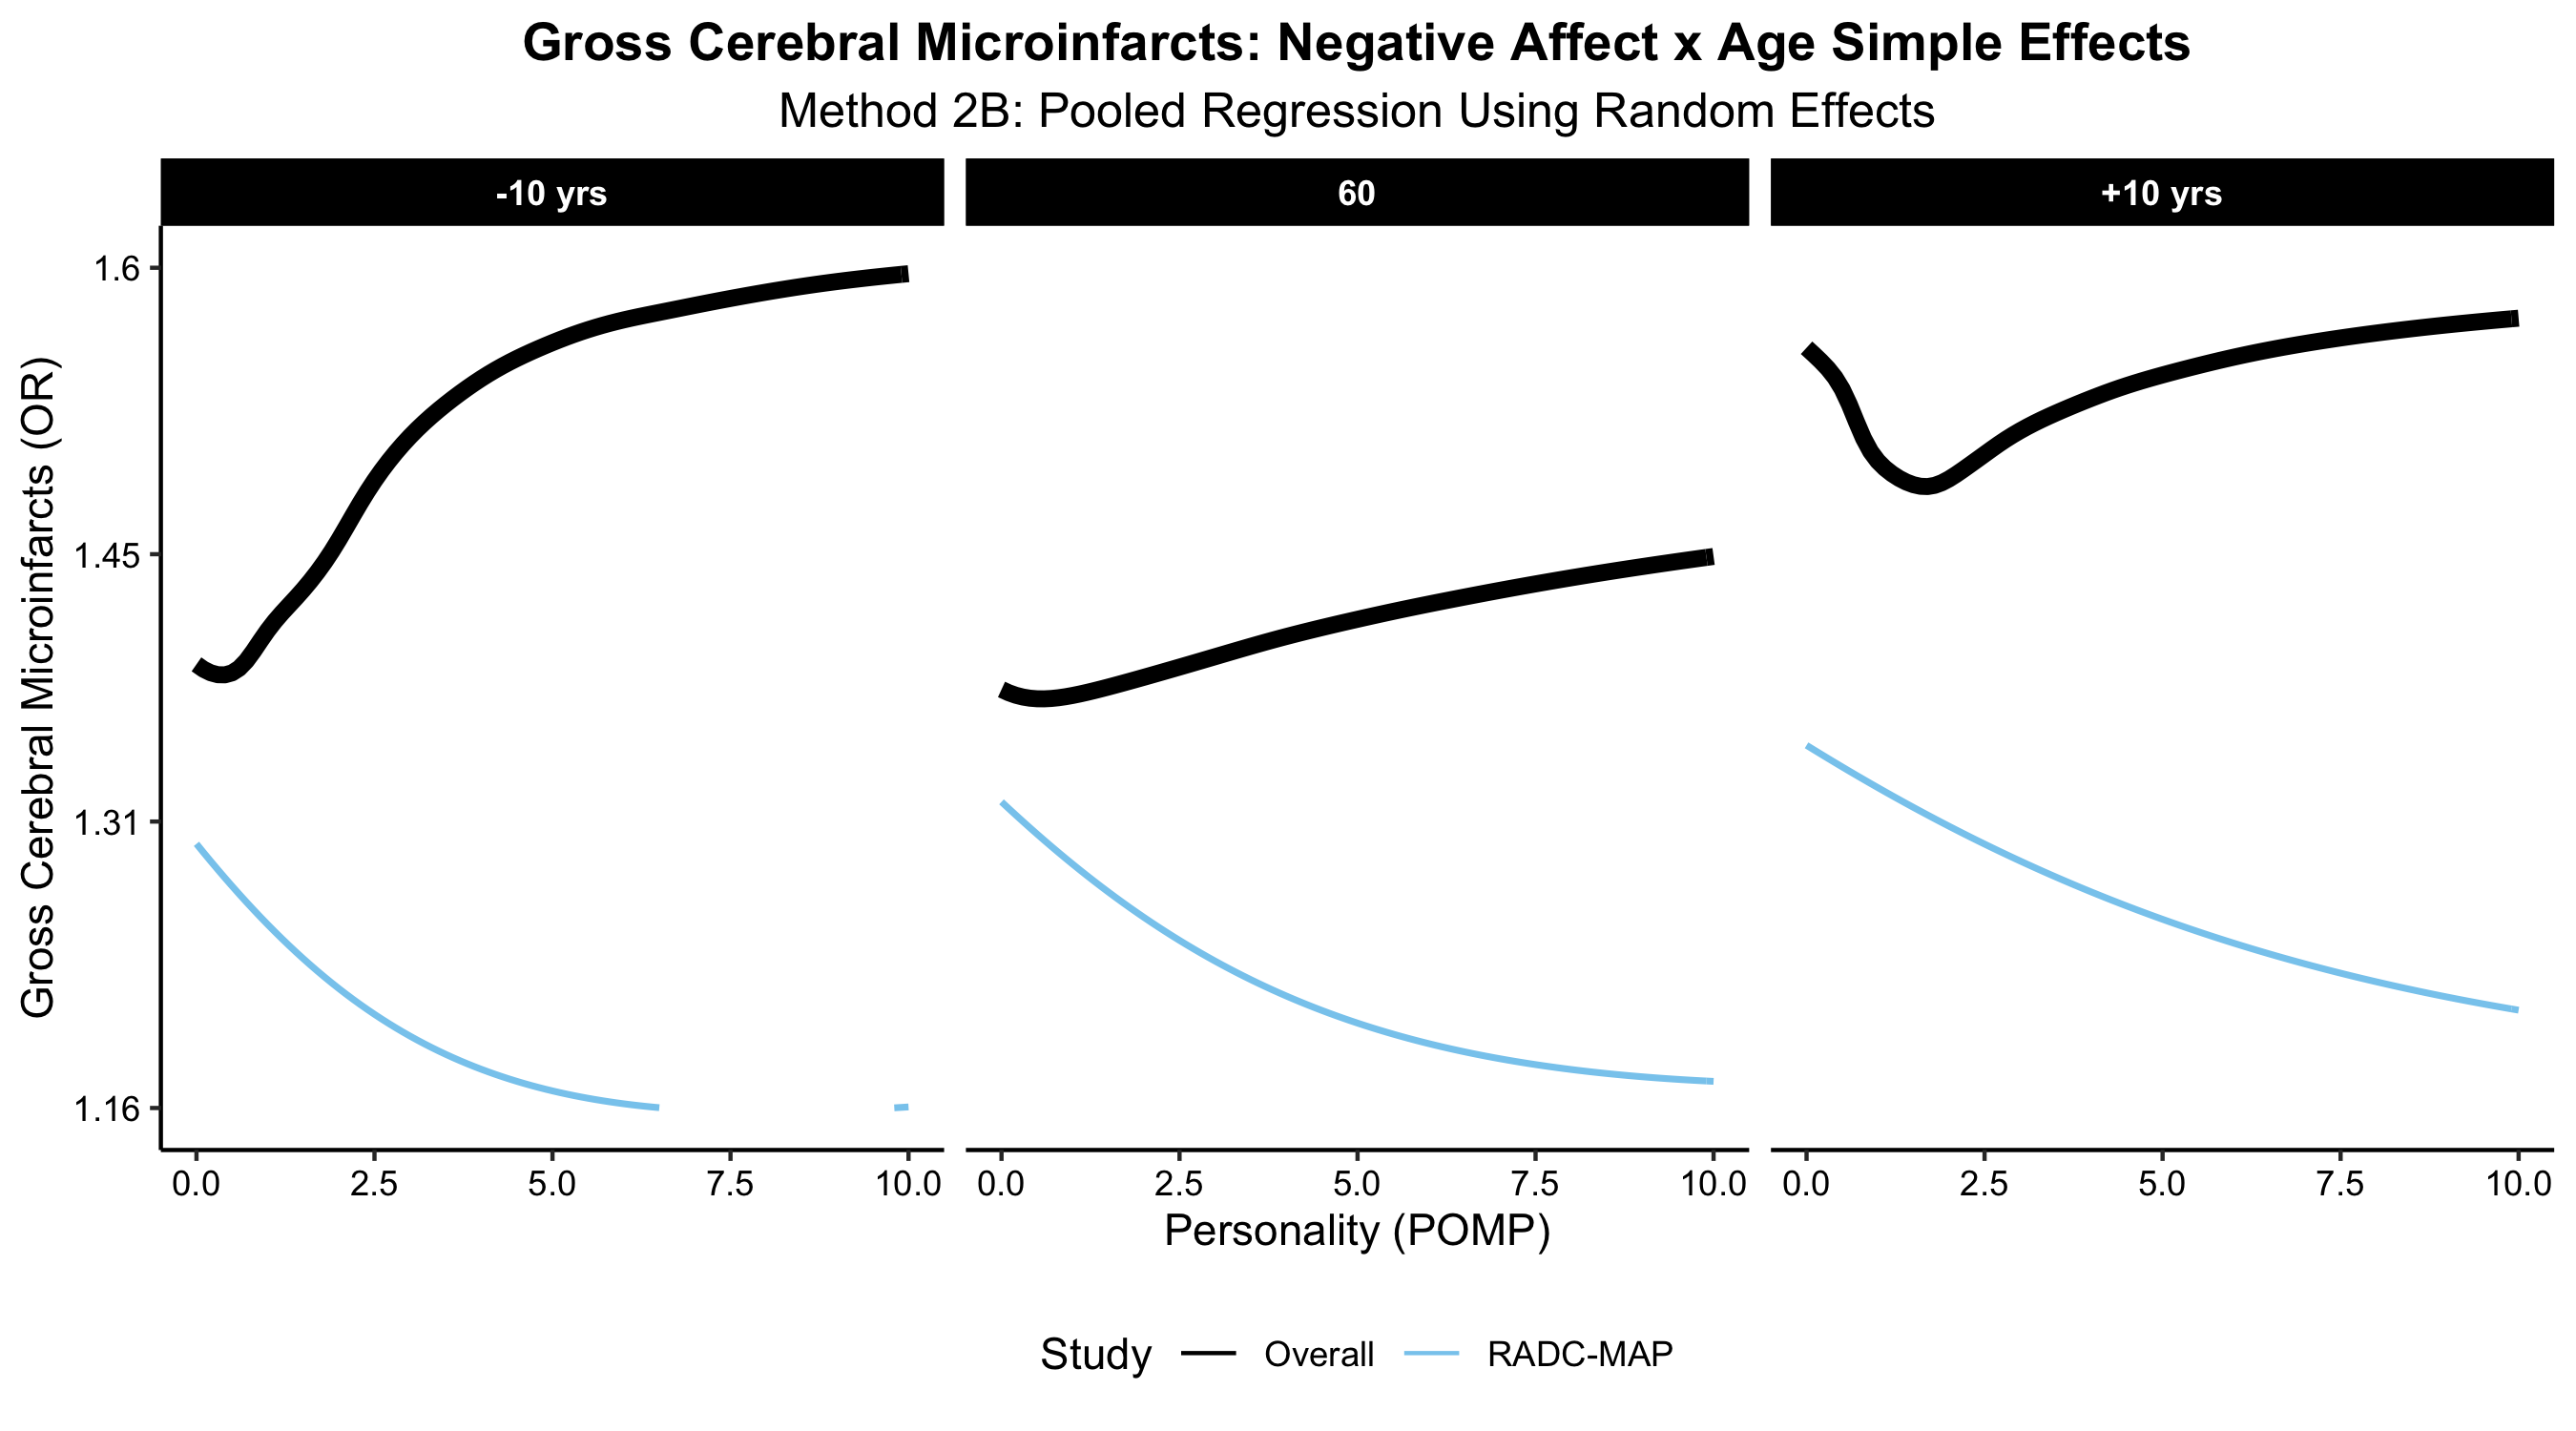 Gross Cerebral Microinfarcts: Negative Affect x Age Simple Effects
Method 2B: Pooled Regression Using Random Effects
-10 yrs
60
+10 yrs
Gross Cerebral Microinfarcts (OR)
1.6
1.45
1.31
1.16
0.0 2.5 5.0 7.5 10.0
0.0 2.5 5.0 7.5 10.0
0.0 2.5 5.0 7.5 10.0
Personality (POMP)
Study Overall RADC-MAP